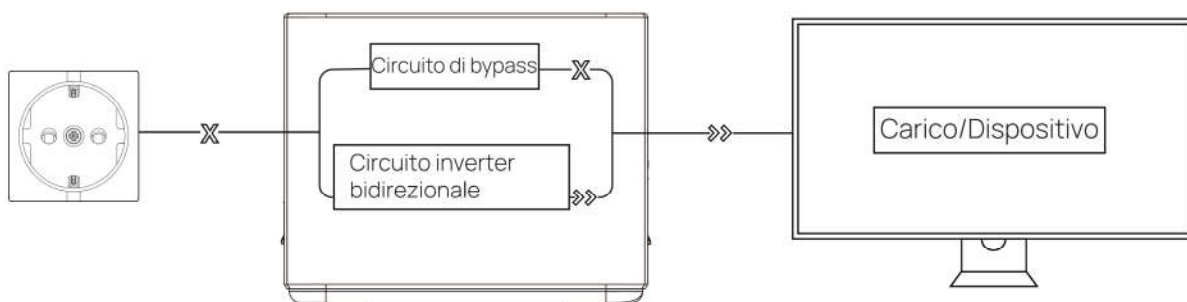 Circuito di bypass
Circuito inverter
bidirezionale
Carico/Dispositivo